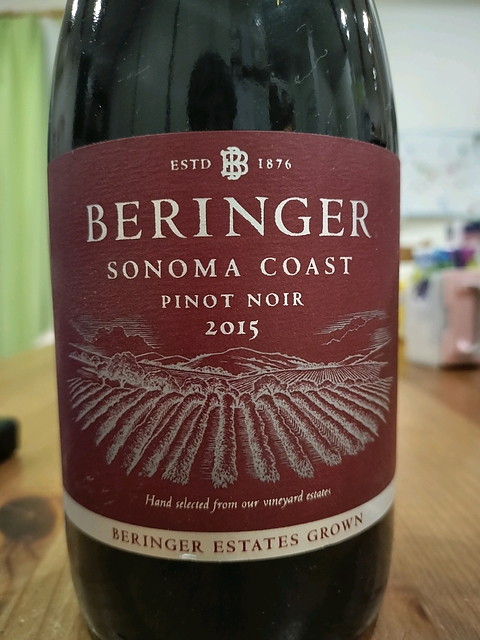 ESTD B 1876
BERINGER
SONOMA COAST
PINOT NOIR
2015
Hand selected from our vineyard estates
BERINGER ESTATES GROWN